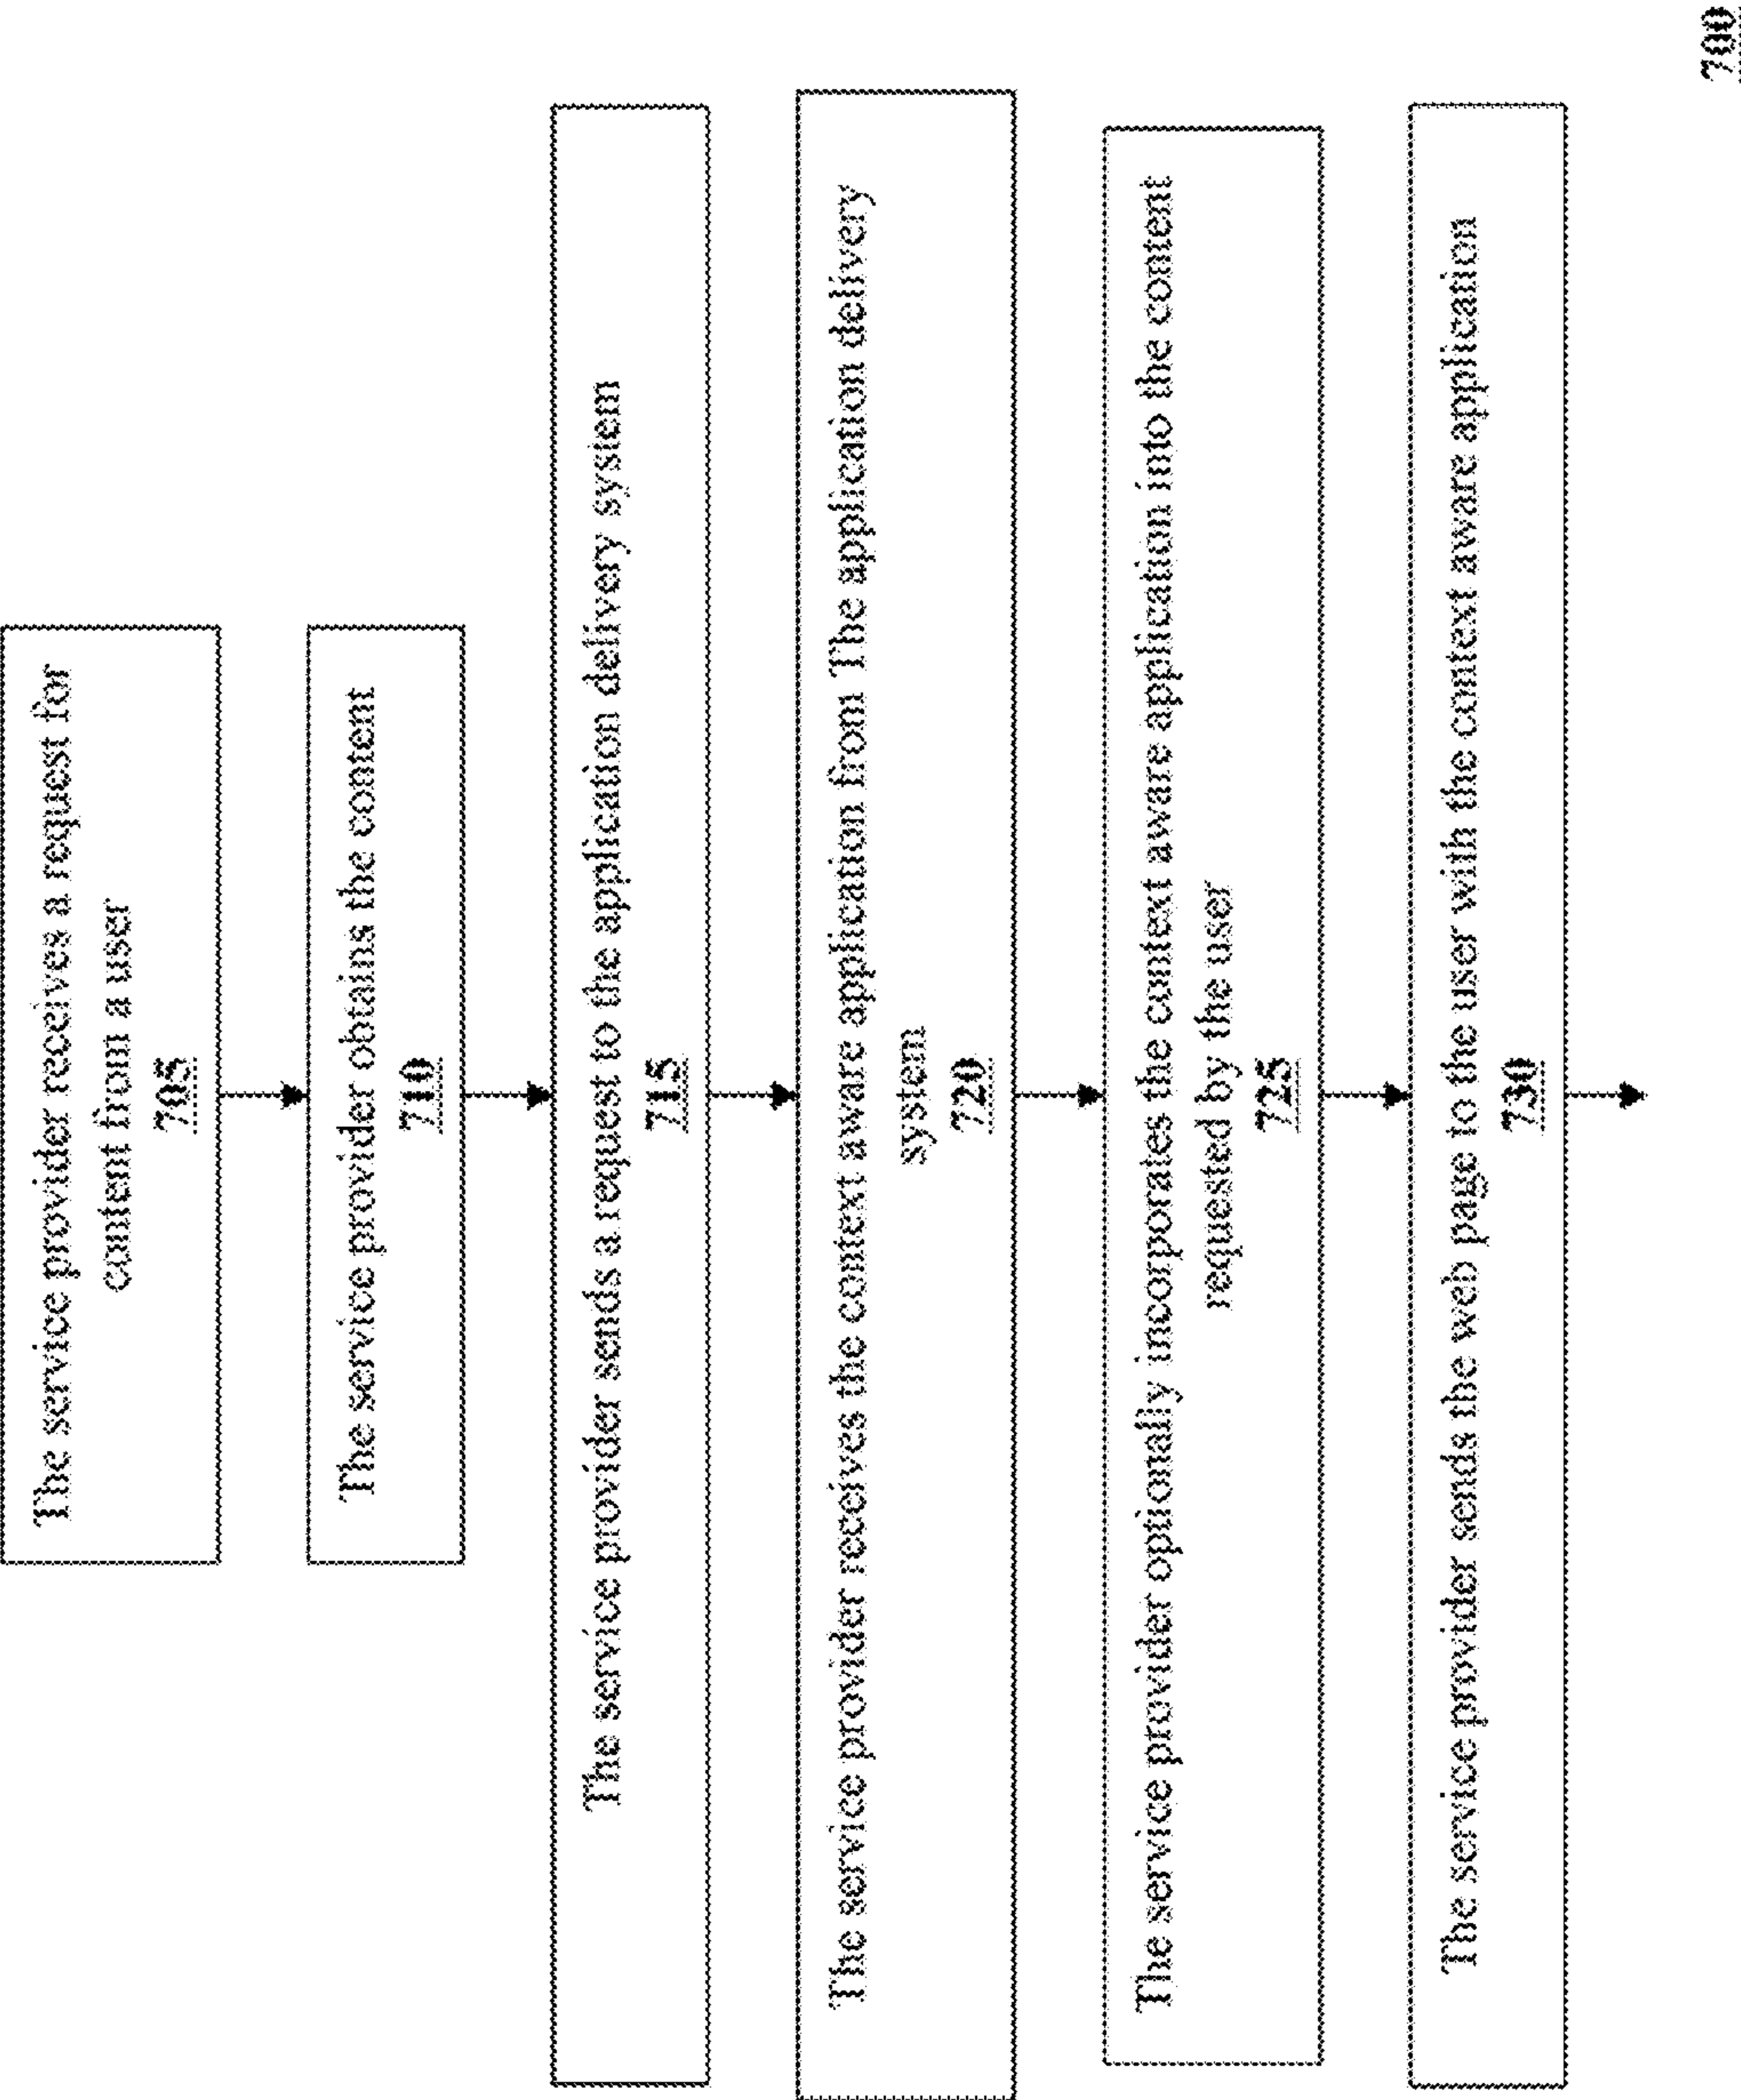 The service provider receives a request for
content from a user
705
The service provider obtains the content
710
The service provider sends a request to the application delivery system
715
The service provider receives the context aware application from The application delivery
system
720
The service provider optionally incorporates the context aware application into the content
requested by the user
725
The service provider sends the web page to the user with the context aware application
730
700